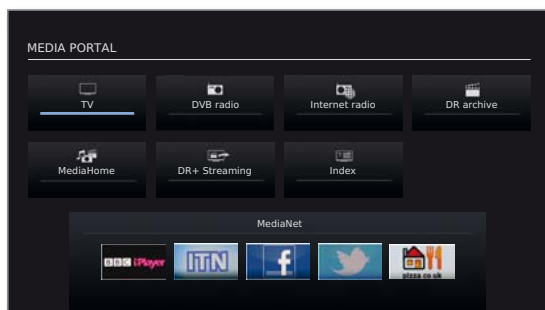 MEDIA PORTAL
TV
DVB radio
Internet radio
DR archive
MediaHome
DR+ Streaming
Index
MediaNet
BBC iPlayer
ITN
f
pizza.co.uk